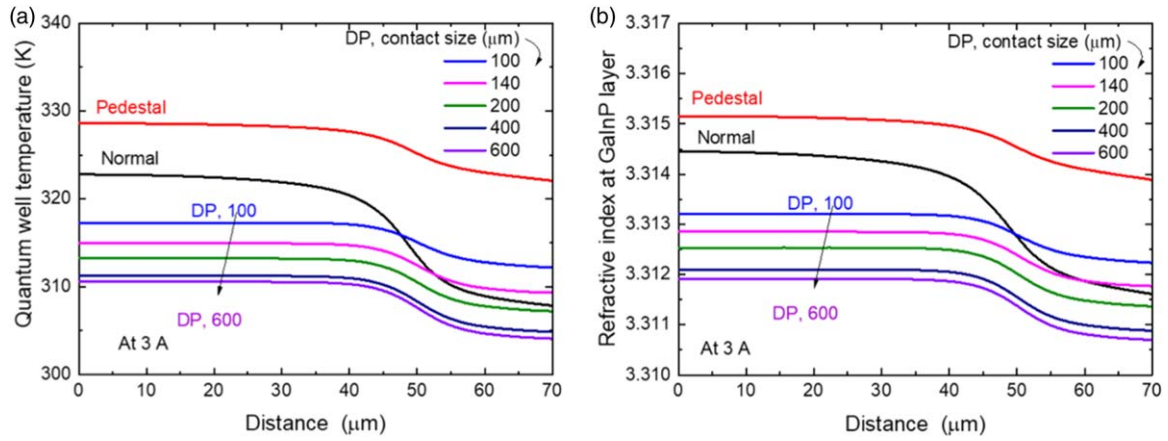 (a)
340
330
320
310
300
Quantum well temperature (K)
DP, contact size (μm)
100
140
200
400
600
Pedestal
Normal
DP, 100
DP, 600
At 3 A
0 10 20 30 40 50 60 70
Distance (μm)
(b)
3.317
3.316
3.315
3.314
3.313
3.312
3.311
3.310
Refractive index at GaInP layer
DP, contact size (μm)
100
140
200
400
600
Pedestal
Normal
DP, 100
DP, 600
At 3 A
0 10 20 30 40 50 60 70
Distance (μm)